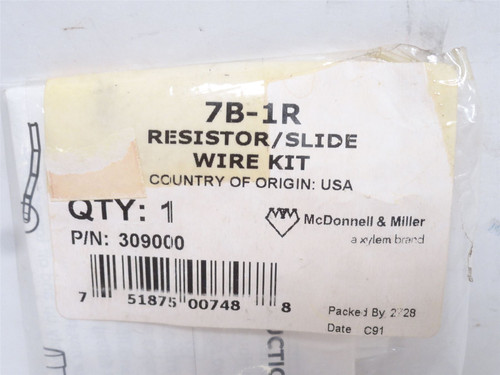 7B-1R
RESISTOR/SLIDE
WIRE KIT
COUNTRY OF ORIGIN: USA
QTY: 1
McDonnell & Miller
P/N: 309000
a xylem brand
7 51875 00748 8
Packed By
Date C91